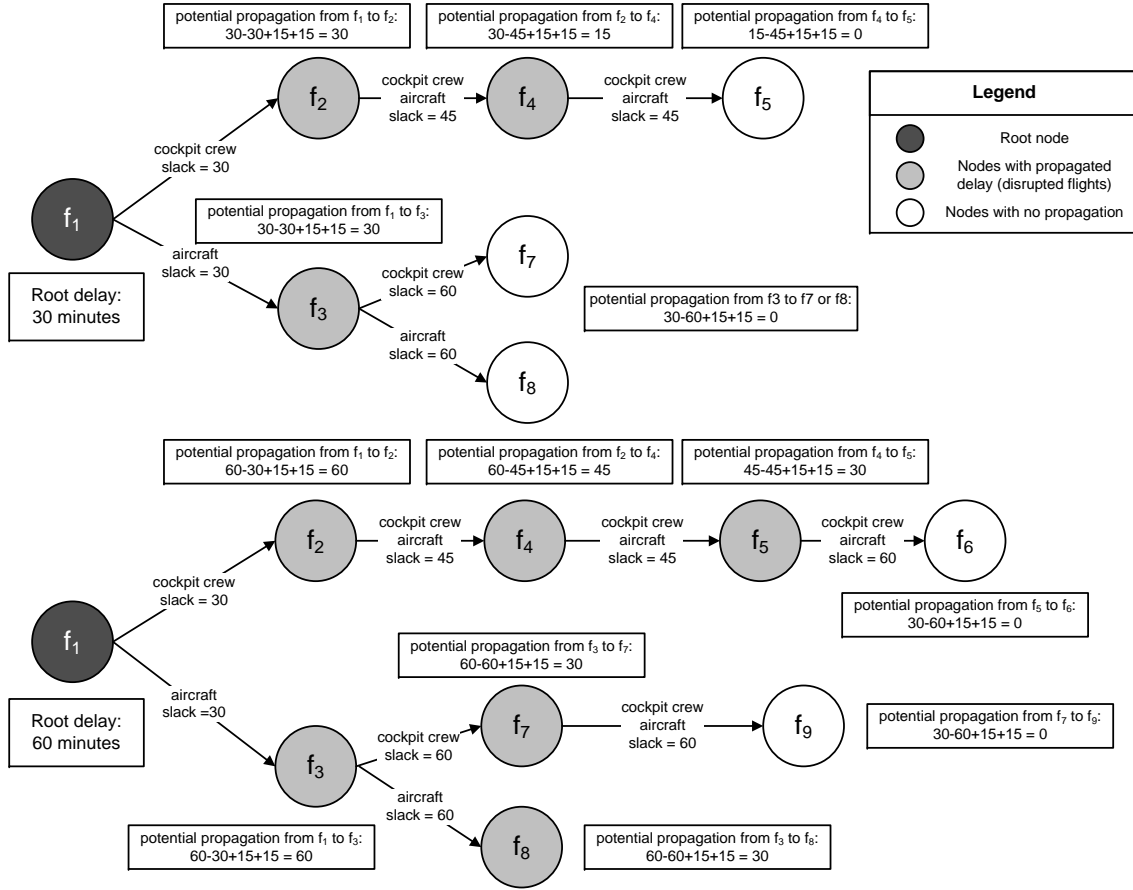 potential propagation from f1 to f2:
30-30+15+15 = 30
potential propagation from f2 to f4:
30-45+15+15 = 15
potential propagation from f4 to f5:
15-45+15+15 = 0
f2
cockpit crew
aircraft
slack = 45
f4
cockpit crew
aircraft
slack = 45
f5
Legend
Root node
Nodes with propagated
delay (disrupted flights)
Nodes with no propagation
cockpit crew
slack = 30
f1
potential propagation from f1 to f3:
30-30+15+15 = 30
aircraft
slack = 30
Root delay:
30 minutes
f3
cockpit crew
slack = 60
f7
potential propagation from f3 to f7 or f8:
30-60+15+15 = 0
aircraft
slack = 60
f8
potential propagation from f1 to f2:
60-30+15+15 = 60
potential propagation from f2 to f4:
60-45+15+15 = 45
potential propagation from f4 to f5:
45-45+15+15 = 30
f2
cockpit crew
aircraft
slack = 45
f4
cockpit crew
aircraft
slack = 45
f5
cockpit crew
aircraft
slack = 60
f6
cockpit crew
slack = 30
potential propagation from f5 to f6:
30-60+15+15 = 0
f1
potential propagation from f3 to f7:
60-60+15+15 = 30
aircraft
slack =30
Root delay:
60 minutes
f3
cockpit crew
slack = 60
f7
cockpit crew
aircraft
slack = 60
f9
potential propagation from f7 to f9:
30-60+15+15 = 0
aircraft
slack = 60
potential propagation from f1 to f3:
60-30+15+15 = 60
f8
potential propagation from f3 to f8:
60-60+15+15 = 30